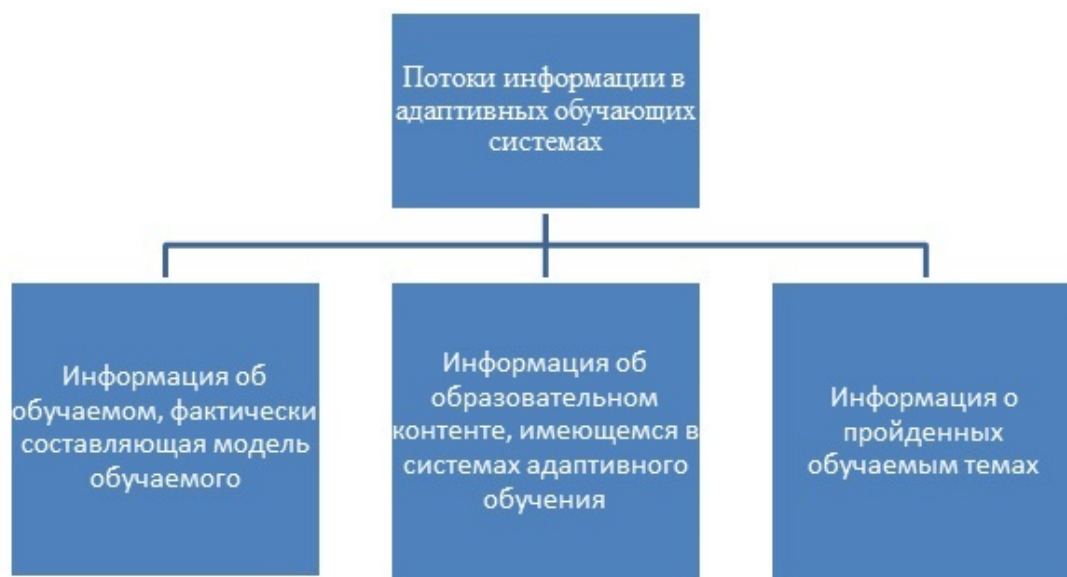 Потоки информации в
адаптивных обучающих
системах
Информация об
обучаемом, фактически
составляющая модель
обучаемого
Информация об
образовательном
контенте, имеющемся в
системах адаптивного
обучения
Информация о
пройденных
обучаемым темах